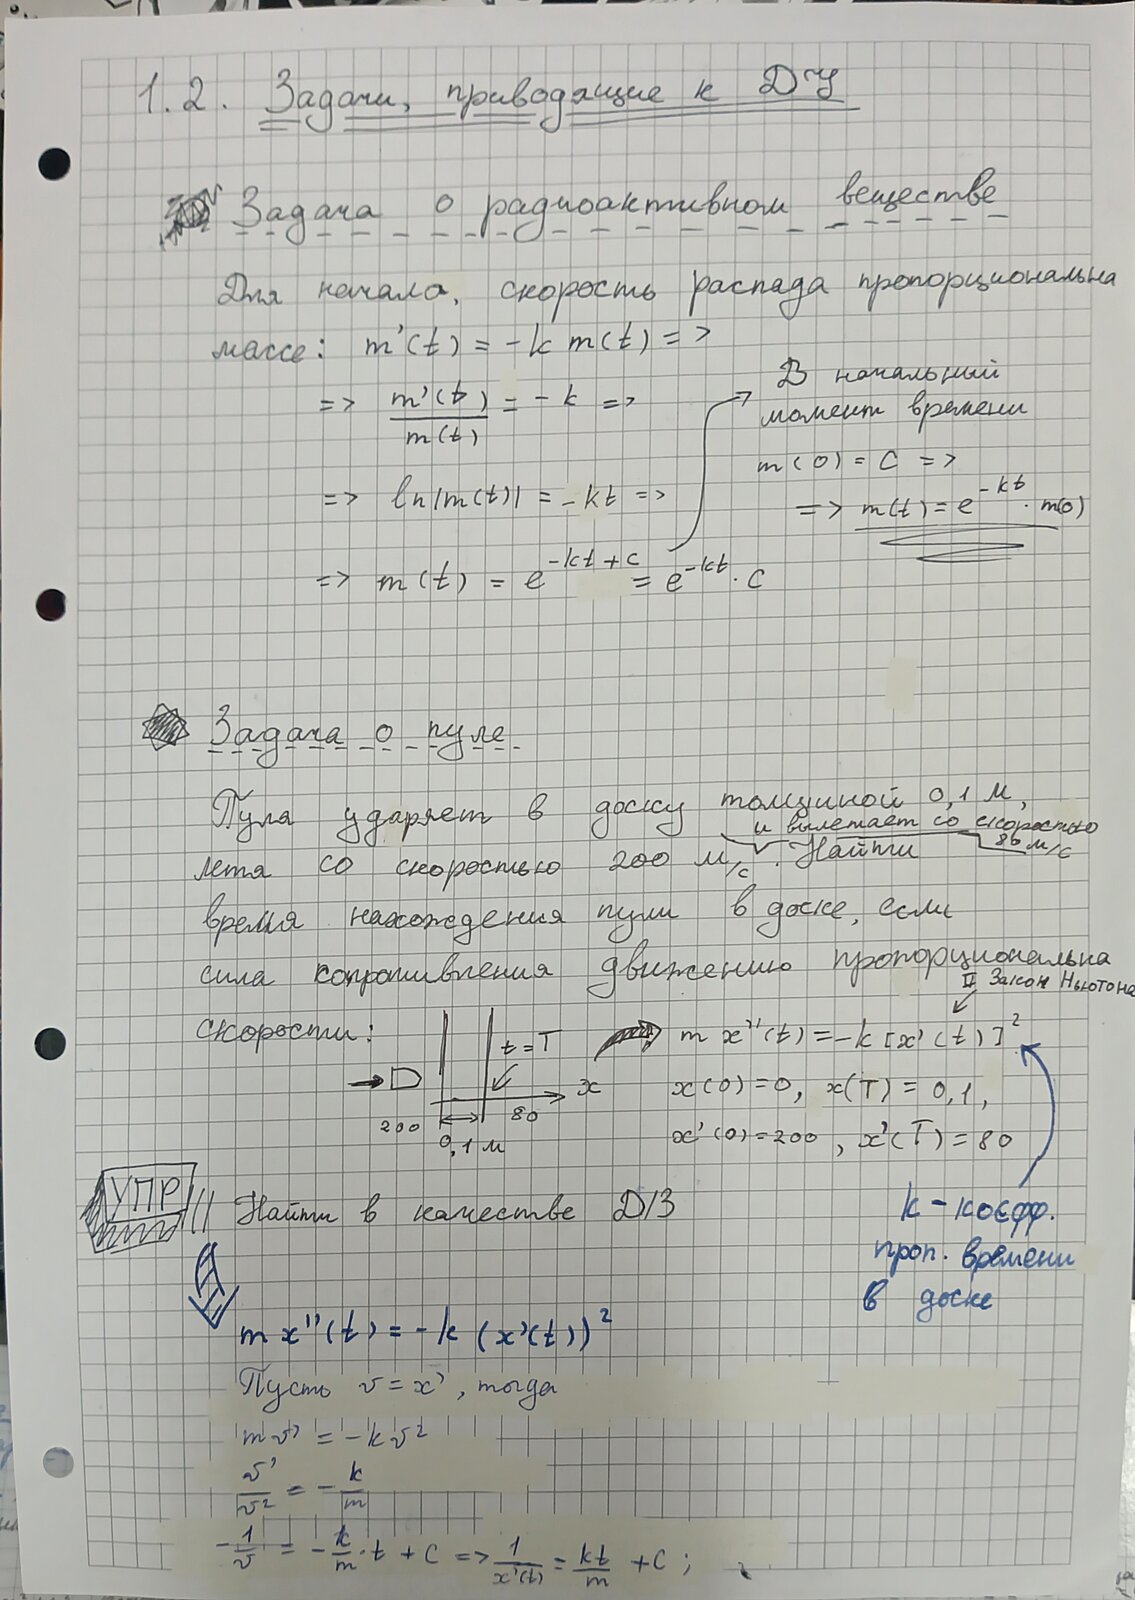 1.2. Задачи, приводящие к ДУ
Задача о радиоактивном веществе
Для начала, скорость распада пропорциональна
массе: m'(t) = -k m(t) =>
=> m'(t)/m(t) = -k =>
=> ln|m(t)| = -kt =>
=> m(t) = e^{-kt+c} = e^{-kt} · C
В начальный
момент времени
m(0) = C =>
=> m(t) = e^{-kt} · m(0)
Задача о пуле
Пуля ударяет в доску толщиной 0,1 м,
и вылетает со скоростью
80 м/с
летя со скоростью 200 м/с. Найти
время нахождения пули в доске, если
сила сопротивления движению пропорциональна
скорости:
II Закон Ньютона
t = T
x
200
80
0,1 м
m x''(t) = -k [x'(t)]²
x(0) = 0, x(T) = 0,1,
x'(0) = 200, x'(T) = 80
k - коэфф.
проп. времени
в доске
УПР
Найти в качестве Д/З
m x''(t) = -k (x'(t))²
Пусть v = x', тогда
m v' = -k v²
v'/v² = -k/m
-1/v = -k/m · t + C => 1/x'(t) = kt/m + C ;